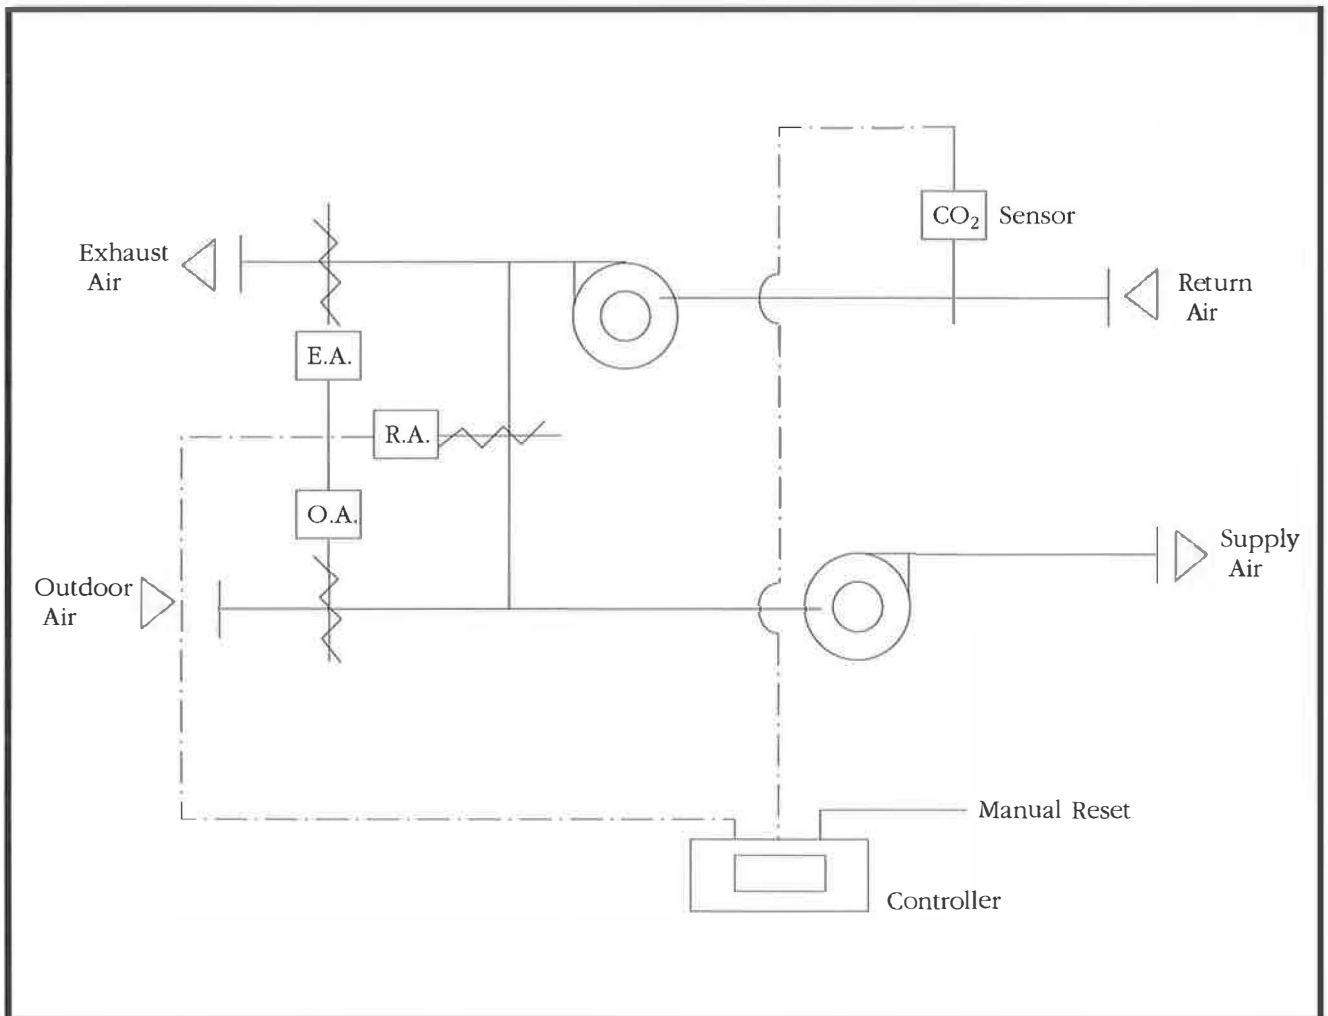 CO₂ Sensor
Exhaust
Air
Return
Air
E.A.
R.A.
O.A.
Supply
Air
Outdoor
Air
Manual Reset
Controller